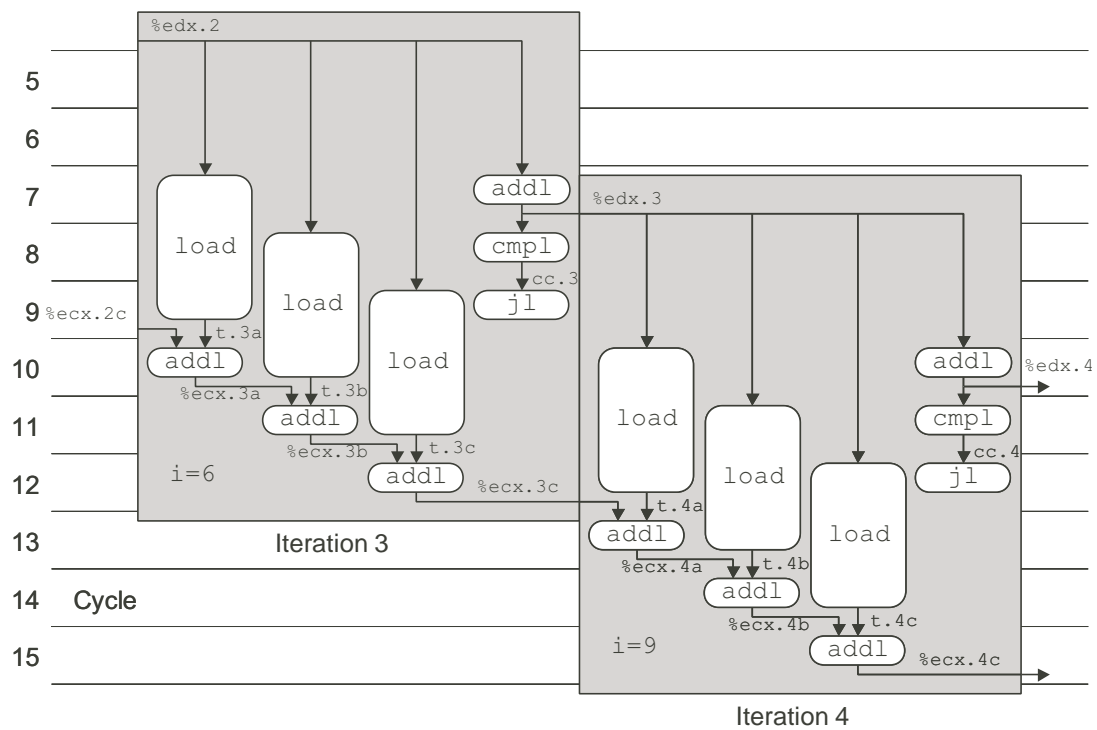 %edx.2
5
6
7 addl %edx.3
load cmpl
8
load cc.3
9 %ecx.2c jl
t.3a load
10 addl addl %edx.4
%ecx.3a t.3b
11 addl load cmpl
%ecx.3b t.3c cc.4
i=6 load
12 addl jl
%ecx.3c
t.4a
13 Iteration 3 addl load
%ecx.4a t.4b
14 Cycle addl
%ecx.4b t.4c
i=9
15 addl %ecx.4c
Iteration 4